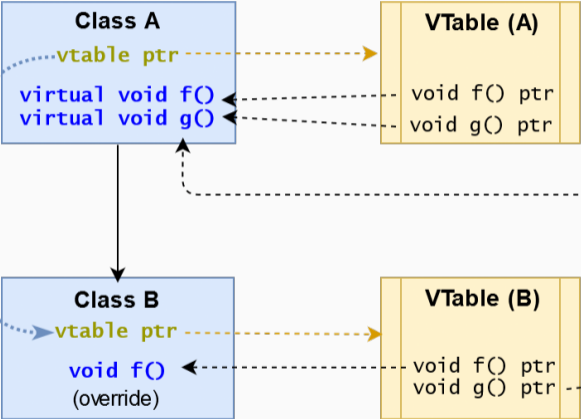 Class A
vtable ptr
virtual void f()
virtual void g()
VTable (A)
void f() ptr
void g() ptr
Class B
vtable ptr
void f()
(override)
VTable (B)
void f() ptr
void g() ptr